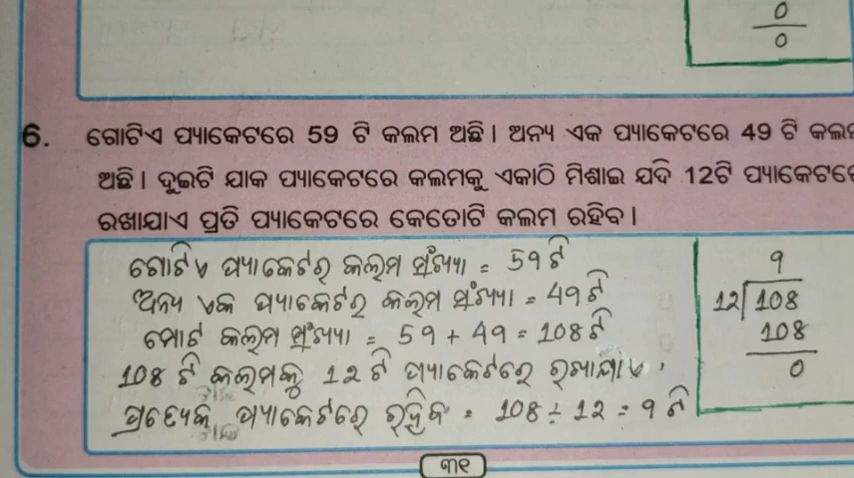 0
0
6. ଗୋଟିଏ ପ୍ୟାକେଟରେ 59 ଟି କଲମ ଅଛି। ଅନ୍ୟ ଏକ ପ୍ୟାକେଟରେ 49 ଟି କଲମ
ଅଛି। ଦୁଇଟି ଯାକ ପ୍ୟାକେଟରେ କଲମକୁ ଏକାଠି ମିଶାଇ ଯଦି 12ଟି ପ୍ୟାକେଟରେ
ରଖାଯାଏ ପ୍ରତି ପ୍ୟାକେଟରେ କେତୋଟି କଲମ ରହିବ।
ଗୋଟିଏ ପ୍ୟାକେଟର କଲମ ସଂଖ୍ୟା = 59 ଟି
ଅନ୍ୟ ଏକ ପ୍ୟାକେଟର କଲମ ସଂଖ୍ୟା = 49 ଟି
ମୋଟ କଲମ ସଂଖ୍ୟା = 59 + 49 = 108 ଟି
108 ଟି କଲମକୁ 12 ଟି ପ୍ୟାକେଟରେ ରଖାଯାଏ,
ପ୍ରତ୍ୟେକ ପ୍ୟାକେଟରେ ରହିବ = 108 ÷ 12 = 9 ଟି
9
12 108
108
0
୩୧